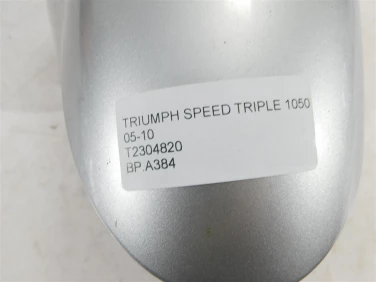 TRIUMPH SPEED TRIPLE 1050
05-10
T2304820
BP.A384